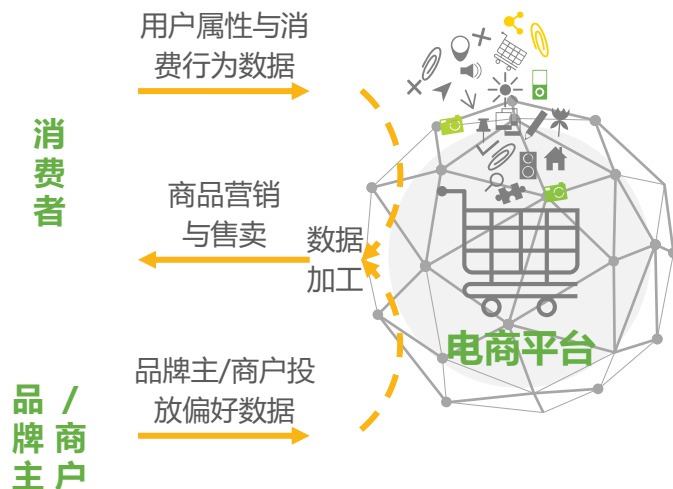 用户属性与消
费行为数据
消
费
者
商品营销
与售卖
数据
加工
电商平台
品牌主/商户投
放偏好数据
品 /
牌 商
主 户